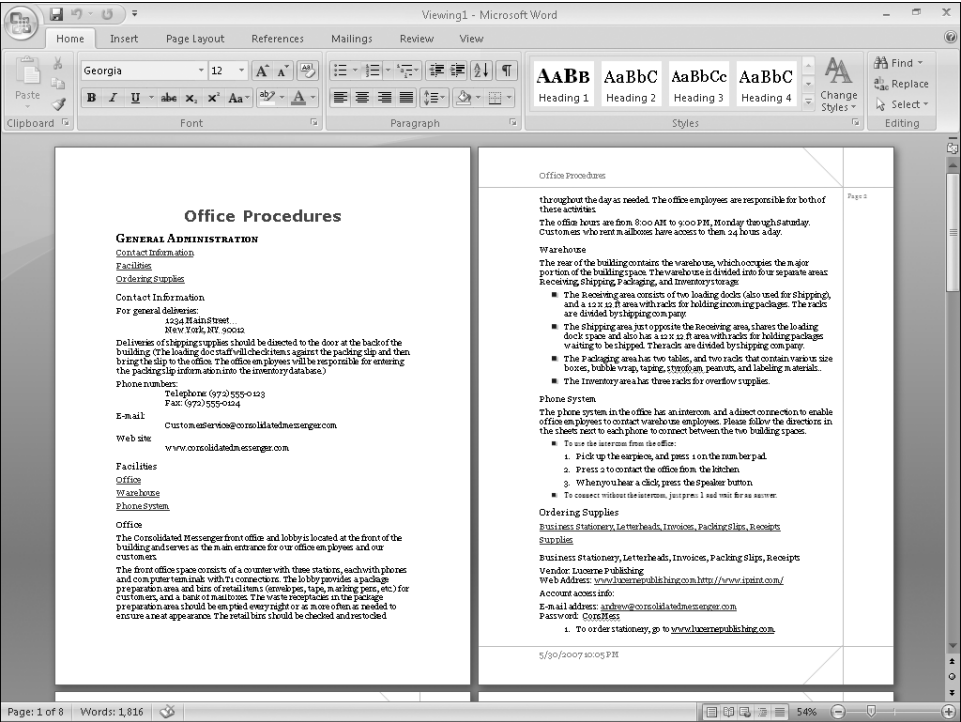 Viewing1 - Microsoft Word
Home Insert Page Layout References Mailings Review View
Paste
Clipboard
Georgia 12
B I U abc x₂ x² Aa
Font
Paragraph
AaBb AaBbC AaBbCc AaBbC
Heading 1 Heading 2 Heading 3 Heading 4
Change
Styles
Styles
Find
Replace
Select
Editing
Office Procedures
General Administration
Contact Information
Facilities
Ordering Supplies
Contact Information
For general deliveries:
1234 Main Street
New York, NY 90012
Deliveries of shipping supplies should be directed to the door at the back of the
building (The loading doc staff will check items against the packing slip and then
bring the slip to the office. The office employees will be responsible for entering
the packing slip information into the inventory database.)
Phone numbers:
Telephone: (972) 555-0123
Fax: (972) 555-0124
E-mail:
CustomerService@consolidatedmessenger.com
Web site:
www.consolidatedmessenger.com
Facilities
Office
Warehouse
Phone System
Office
The Consolidated Messenger front office and lobby is located at the front of the
building and serves as the main entrance for our office employees and our
customers.
The front office space consists of a counter with three stations, each with phones
and computer terminals with T1 connections. The lobby provides a package
preparation area and bins of retail items (envelopes, tape, marking pens, etc.) for
customers, and a bank of mailboxes. The waste receptacles in the package
preparation area should be emptied every night or as more often as needed to
ensure a neat appearance. The retail bins should be checked and restocked
Office Procedures
Page 2
throughout the day as needed. The office employees are responsible for both of
these activities.
The office hours are from 8:00 AM to 9:00 PM, Monday through Saturday.
Customers who rent mailboxes have access to them 24 hours a day.
Warehouse
The rear of the building contains the warehouse, which occupies the major
portion of the building space. The warehouse is divided into four separate areas:
Receiving, Shipping, Packaging, and Inventory storage:
■ The Receiving area consists of two loading docks (also used for Shipping),
and a 12 x 12 ft area with racks for holding incoming packages. The racks
are divided by shipping company.
■ The Shipping area just opposite the Receiving area, shares the loading
dock space and also has a 12 x 12 ft area with racks for holding packages
waiting to be shipped. The racks are divided by shipping company.
■ The Packaging area has two tables, and two racks that contain various size
boxes, bubble wrap, taping, styrofoam peanuts, and labeling materials..
■ The Inventory area has three racks for overflow supplies.
Phone System
The phone system in the office has an intercom and a direct connection to enable
office employees to contact warehouse employees. Please follow the directions in
the sheets next to each phone to connect between the two building spaces.
■ To use the intercom from the office:
1. Pick up the earpiece, and press 1 on the number pad.
2. Press 2 to contact the office from the kitchen
3. When you hear a click, press the Speaker button
■ To connect without the intercom, just press 1 and wait for an answer.
Ordering Supplies
Business Stationery, Letterheads, Invoices, Packing Slips, Receipts
Supplies
Business Stationery, Letterheads, Invoices, Packing Slips, Receipts
Vendor: Lucerne Publishing
Web Address: www.lucernepublishing.com http://www.iprint.com/
Account access info:
E-mail address: andrew@consolidatedmessenger.com
Password: ConsMess
1. To order stationery, go to www.lucernepublishing.com.
5/30/2007 10:05 PM
Page: 1 of 8 Words: 1,816 54%